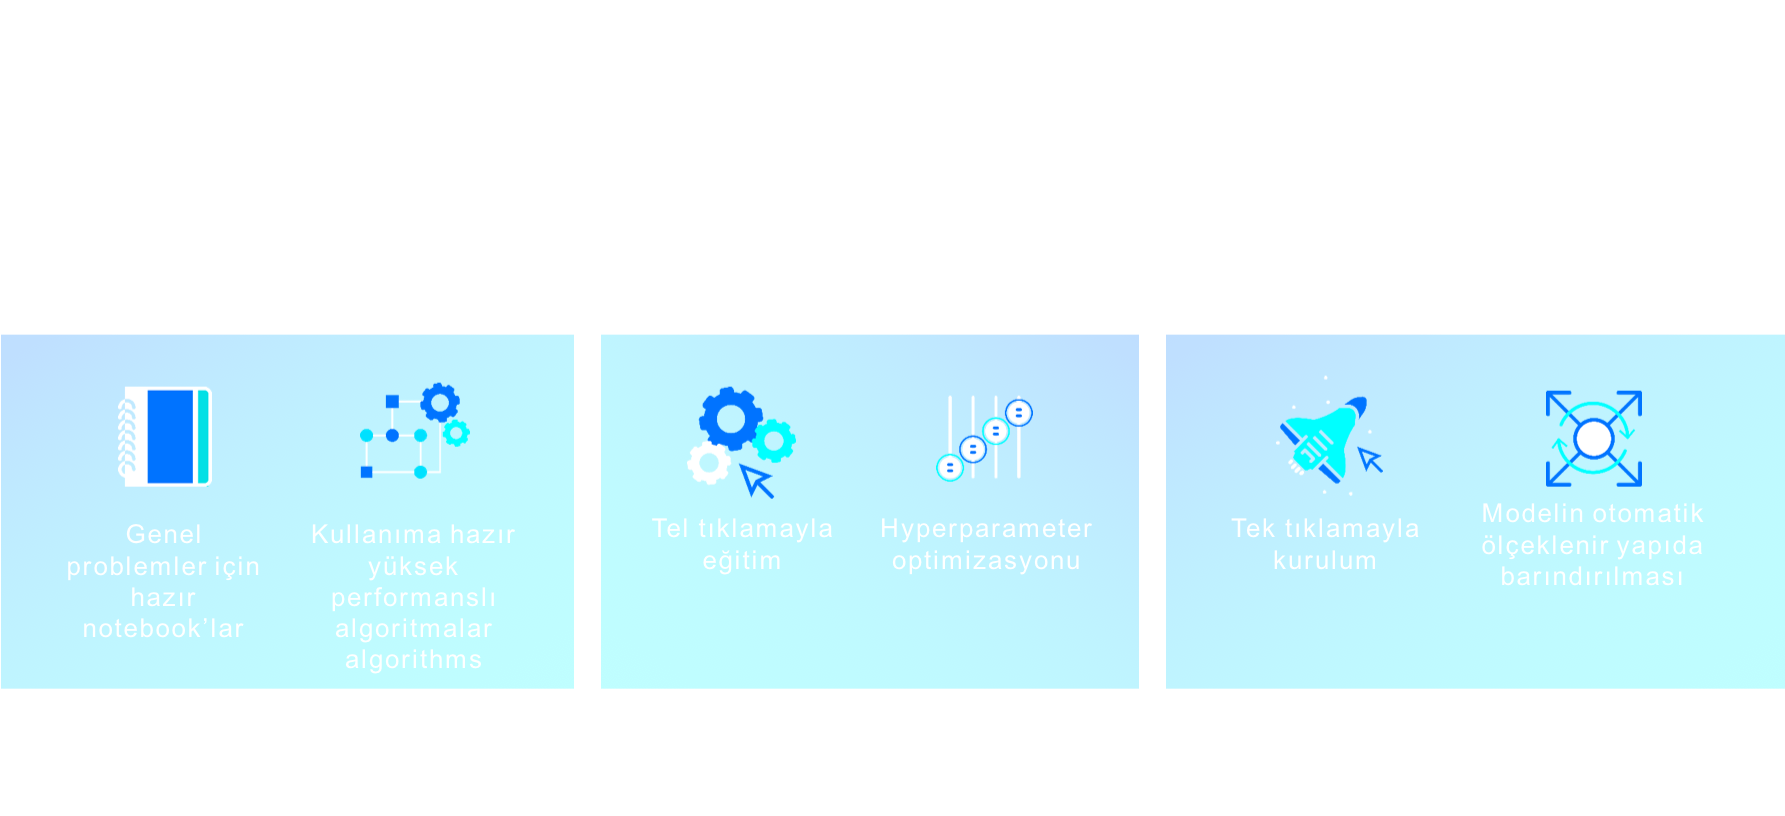 Genel
problemler için
hazır
notebook’lar
Kullanıma hazır
yüksek
performanslı
algoritmalar
algorithms
Tel tıklamayla
eğitim
Hyperparameter
optimizasyonu
Tek tıklamayla
kurulum
Modelin otomatik
ölçeklenir yapıda
barındırılması